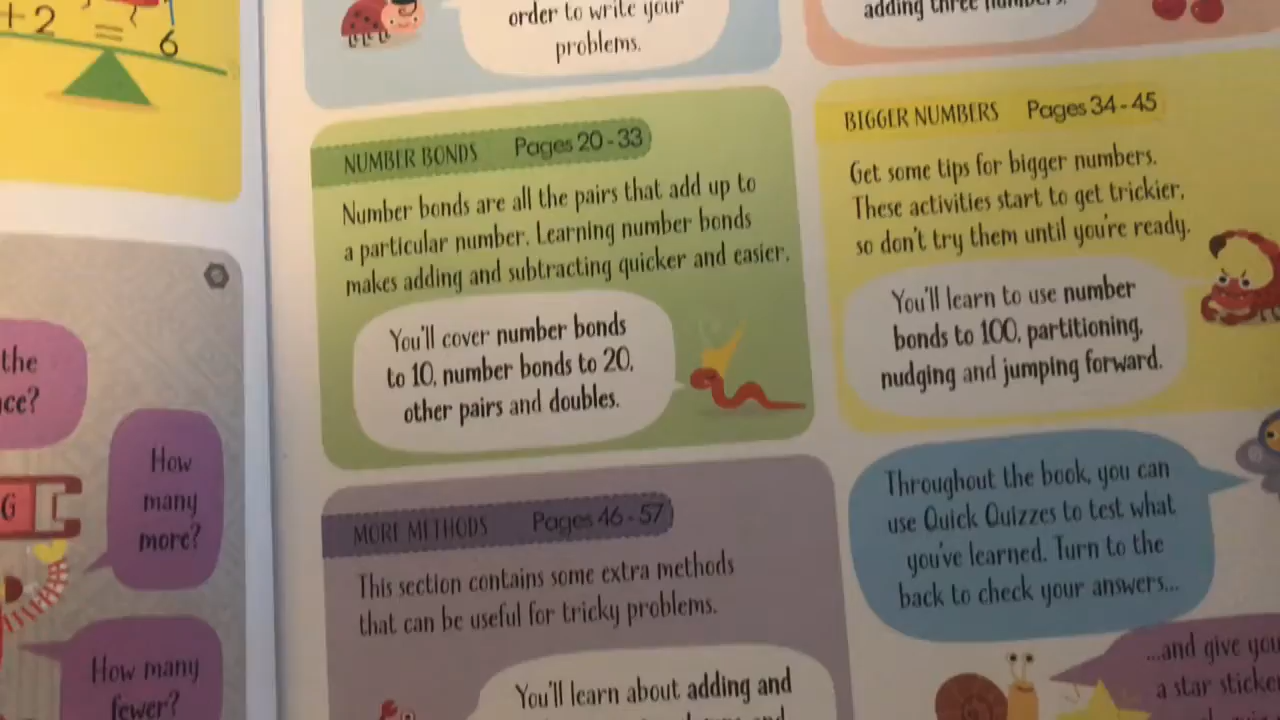 +2 = 6
the
How
many
more?
G
How many
fewer?
order to write your
problems.
adding three numbers.
NUMBER BONDS Pages 20-33
Number bonds are all the pairs that add up to
a particular number. Learning number bonds
makes adding and subtracting quicker and easier.
You'll cover number bonds
to 10, number bonds to 20,
other pairs and doubles.
BIGGER NUMBERS Pages 34-45
Get some tips for bigger numbers.
These activities start to get trickier,
so don't try them until you're ready.
You'll learn to use number
bonds to 100, partitioning,
nudging and jumping forward.
MORE METHODS Pages 46-57
This section contains some extra methods
that can be useful for tricky problems.
You'll learn about adding and
Throughout the book, you can
use Quick Quizzes to test what
you've learned. Turn to the
back to check your answers...
...and give you
a star sticker